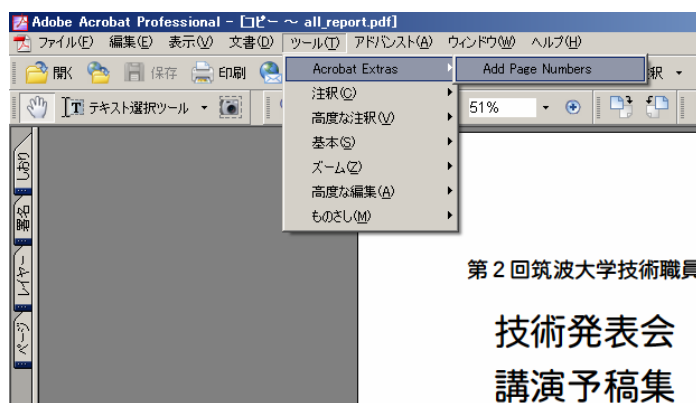 Adobe Acrobat Professional - [コピー ～ all_report.pdf]
ファイル(F) 編集(E) 表示(V) 文書(D) ツール(T) アドバンスト(A) ウィンドウ(W) ヘルプ(H)
開く 保存 印刷 Acrobat Extras Add Page Numbers 択
T テキスト選択ツール 注釈(C) 51%
高度な注釈(V)
基本(S)
ズーム(Z)
高度な編集(A)
ものさし(M)
しおり
署名
レイヤー
ページ
第２回筑波大学技術職員
技術発表会
講演予稿集